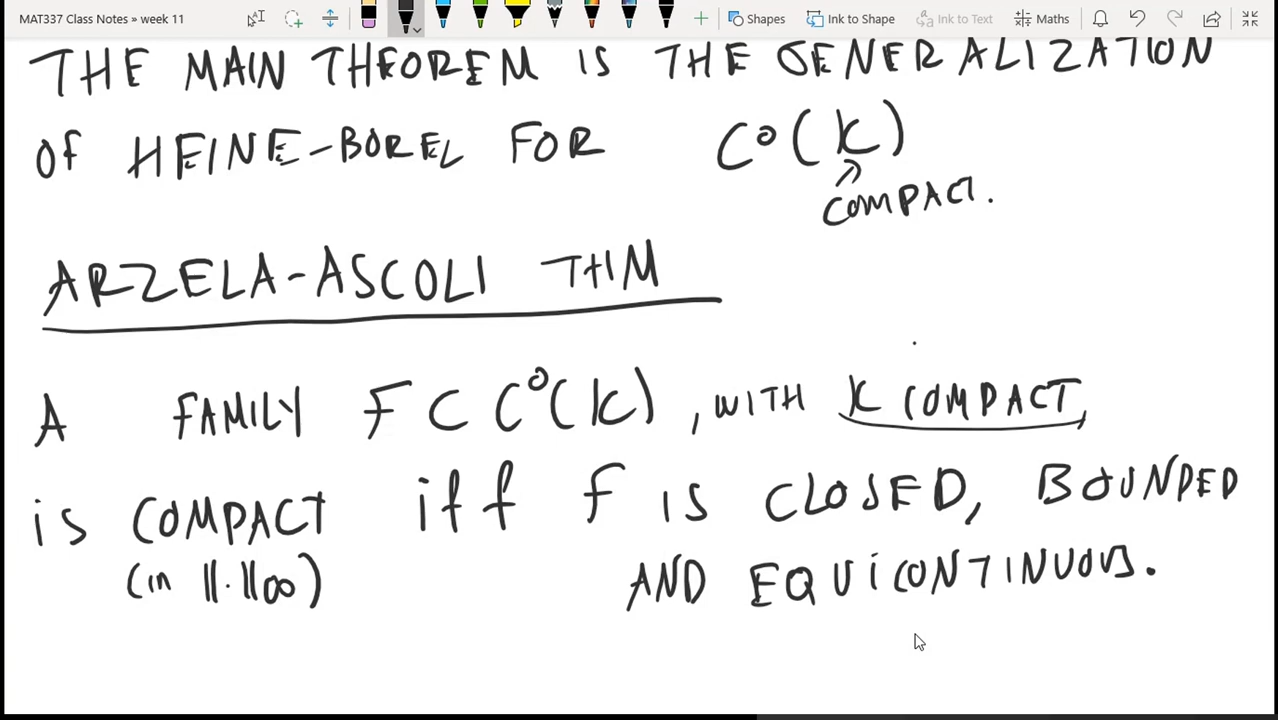 MAT337 Class Notes » week 11
Shapes Ink to Shape Ink to Text Maths
THE MAIN THEOREM IS THE GENERALIZATION
OF HEINE-BOREL FOR C⁰(K)
COMPACT.
ARZELA-ASCOLI THM
A FAMILY F ⊂ C⁰(K), WITH K COMPACT,
is COMPACT iff F IS CLOSED, BOUNDED
(in ||·||∞) AND EQUICONTINUOUS.